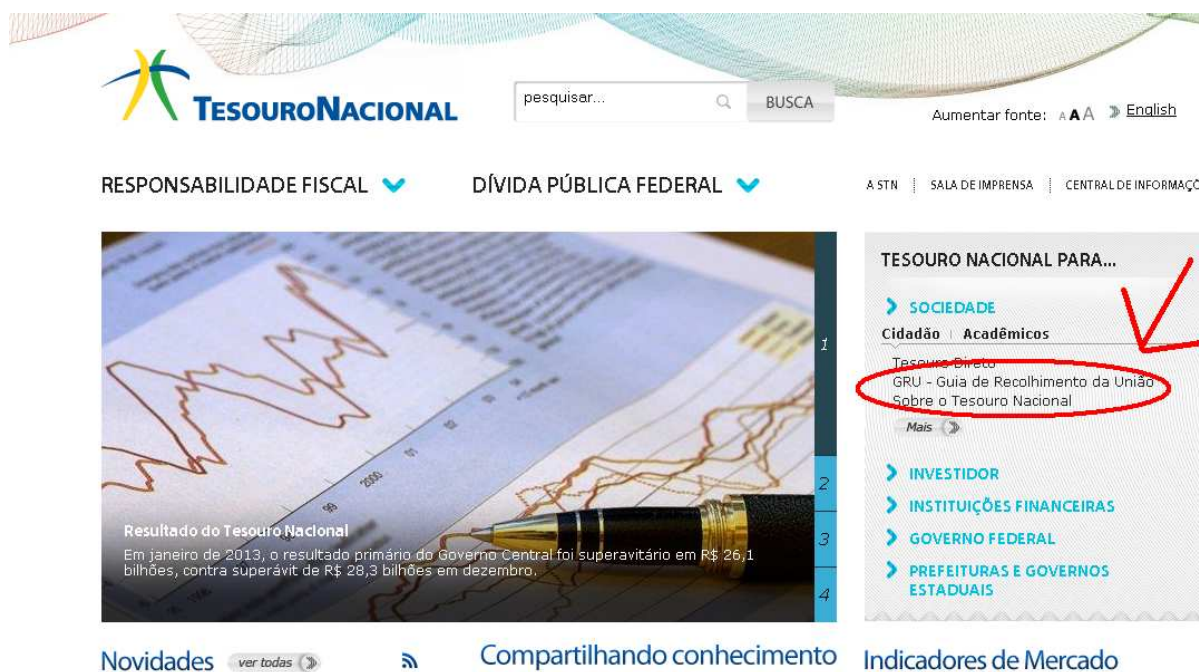 TESOURONACIONAL
pesquisar...
BUSCA
Aumentar fonte: A A A English
RESPONSABILIDADE FISCAL
DÍVIDA PÚBLICA FEDERAL
A STN
SALA DE IMPRENSA
CENTRAL DE INFORMAÇÕ
TESOURO NACIONAL PARA...
SOCIEDADE
Cidadão | Acadêmicos
Tesouro Direto
GRU - Guia de Recolhimento da União
Sobre o Tesouro Nacional
Mais
INVESTIDOR
INSTITUIÇÕES FINANCEIRAS
GOVERNO FEDERAL
PREFEITURAS E GOVERNOS
ESTADUAIS
1
2
3
4
2000
99
Resultado do Tesouro Nacional
Em janeiro de 2013, o resultado primário do Governo Central foi superavitário em R$ 26,1
bilhões, contra superávit de R$ 28,3 bilhões em dezembro.
Novidades
ver todas
Compartilhando conhecimento
Indicadores de Mercado